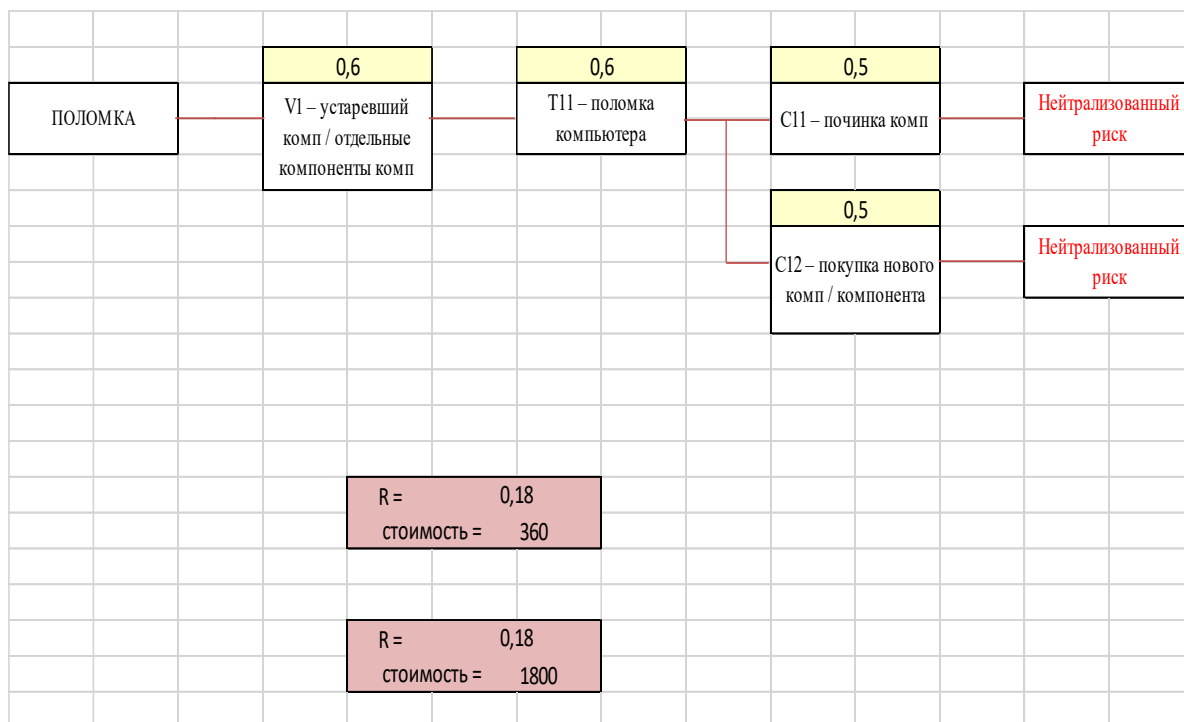 0,6
0,6
0,5
ПОЛОМКА
V1 – устаревший
комп / отдельные
компоненты комп
T11 – поломка
компьютера
C11 – починка комп
Нейтрализованный
риск
0,5
C12 – покупка нового
комп / компонента
Нейтрализованный
риск
R = 0,18
стоимость = 360
R = 0,18
стоимость = 1800